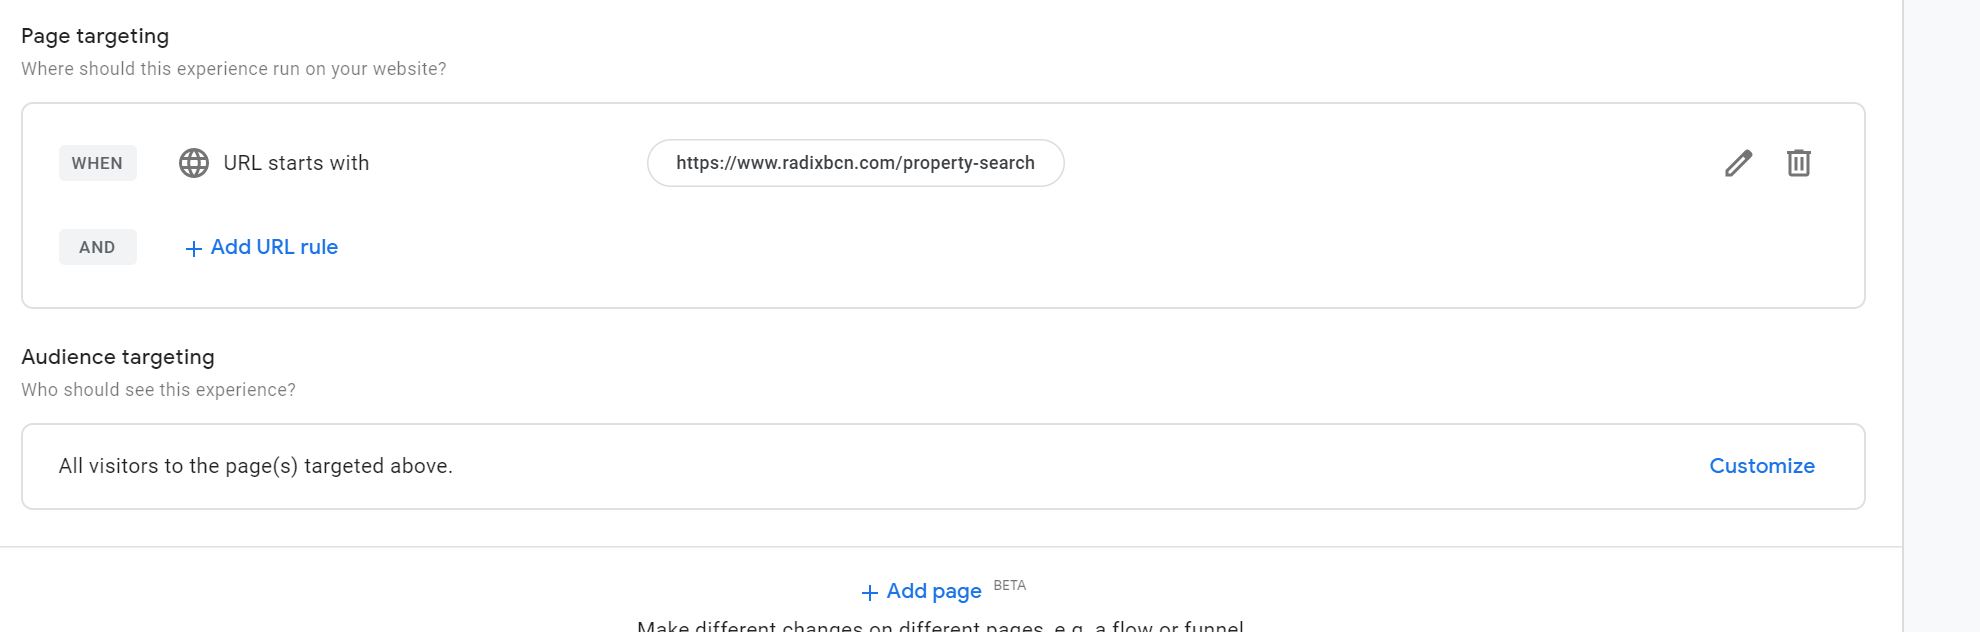 Page targeting
Where should this experience run on your website?
WHEN URL starts with https://www.radixbcn.com/property-search
AND + Add URL rule
Audience targeting
Who should see this experience?
All visitors to the page(s) targeted above. Customize
+ Add page BETA
Make different changes on different pages, e.g. a flow or funnel